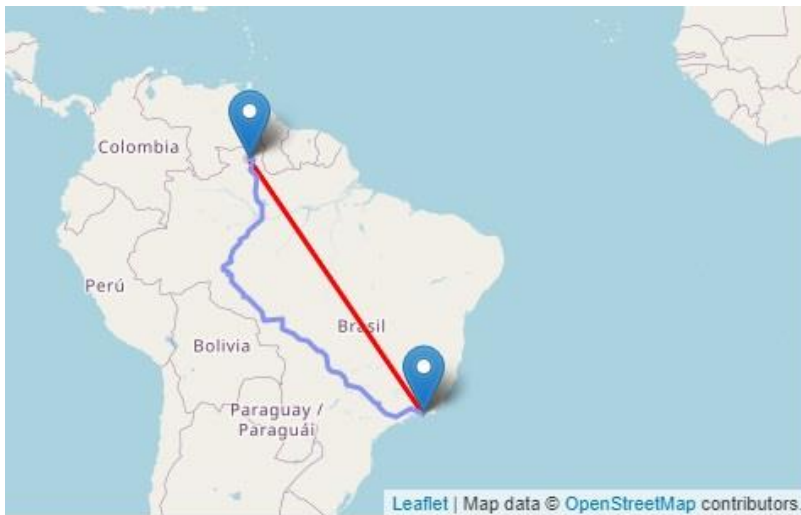 Colombia
Perú
Brasil
Bolivia
Paraguay /
Paraguái
Leaflet | Map data © OpenStreetMap contributors